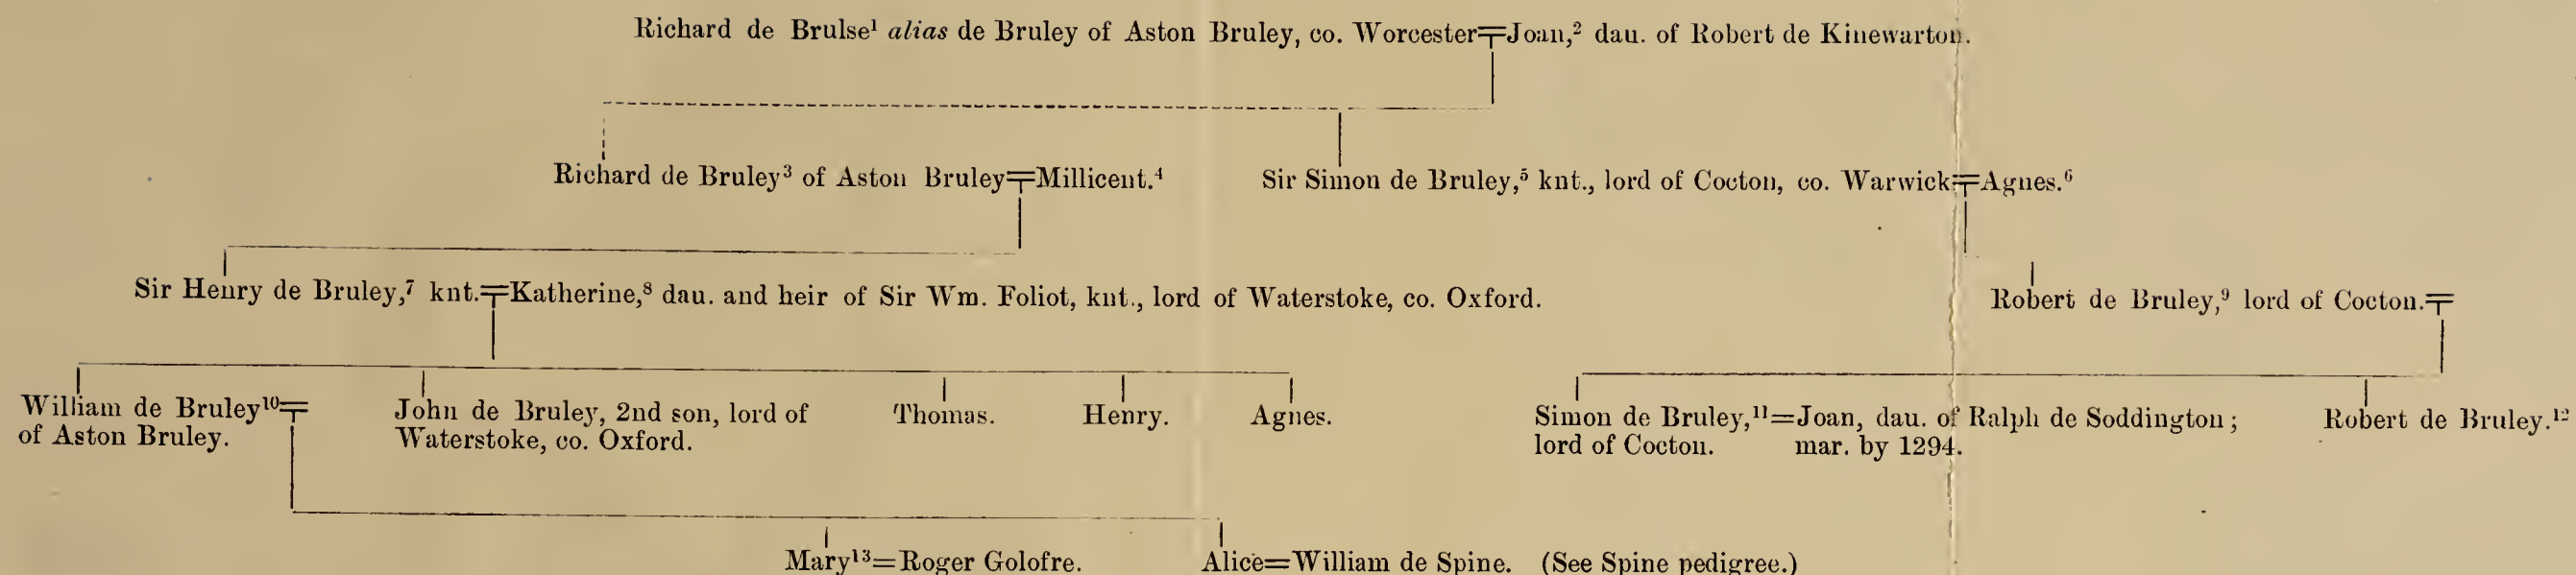 Richard de Brulse¹ alias de Bruley of Aston Bruley, co. Worcester=Joan,² dau. of Robert de Kinewarton.
Richard de Bruley³ of Aston Bruley=Millicent.⁴
Sir Simon de Bruley,⁵ knt., lord of Cocton, co. Warwick=Agnes.⁶
Sir Henry de Bruley,⁷ knt.=Katherine,⁸ dau. and heir of Sir Wm. Foliot, knt., lord of Waterstoke, co. Oxford.
Robert de Bruley,⁹ lord of Cocton.=
William de Bruley¹⁰=
of Aston Bruley.
John de Bruley, 2nd son, lord of
Waterstoke, co. Oxford.
Thomas.
Henry.
Agnes.
Simon de Bruley,¹¹=Joan, dau. of Ralph de Soddington;
lord of Cocton. mar. by 1294.
Robert de Bruley.¹²
Mary¹³=Roger Golofre.
Alice=William de Spine. (See Spine pedigree.)